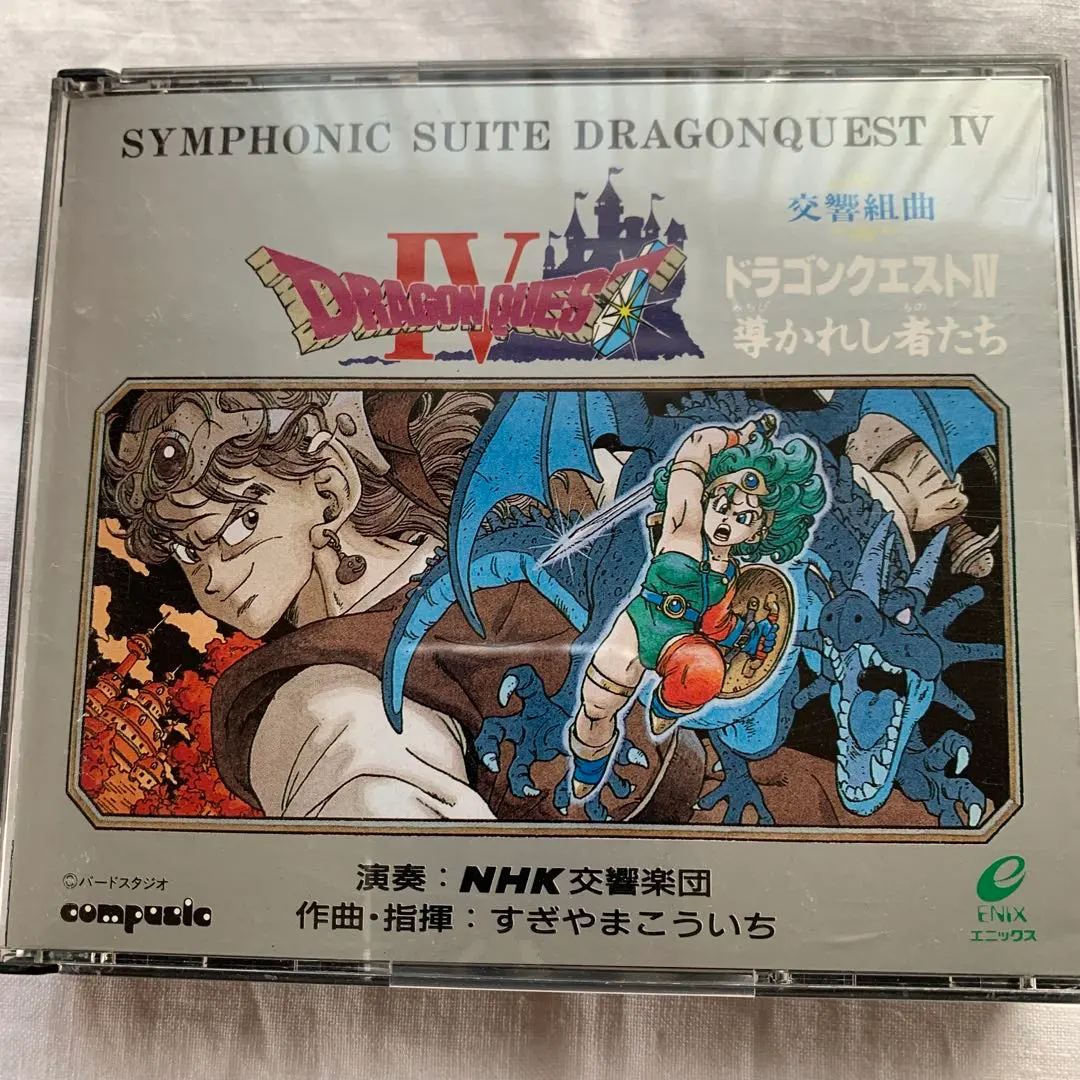 SYMPHONIC SUITE DRAGONQUEST IV
交響組曲
DRAGON QUEST
IV
ドラゴンクエストIV
導かれし者たち
©バードスタジオ
compusic
演奏：NHK交響楽団
作曲・指揮：すぎやまこういち
e
ENIX
エニックス